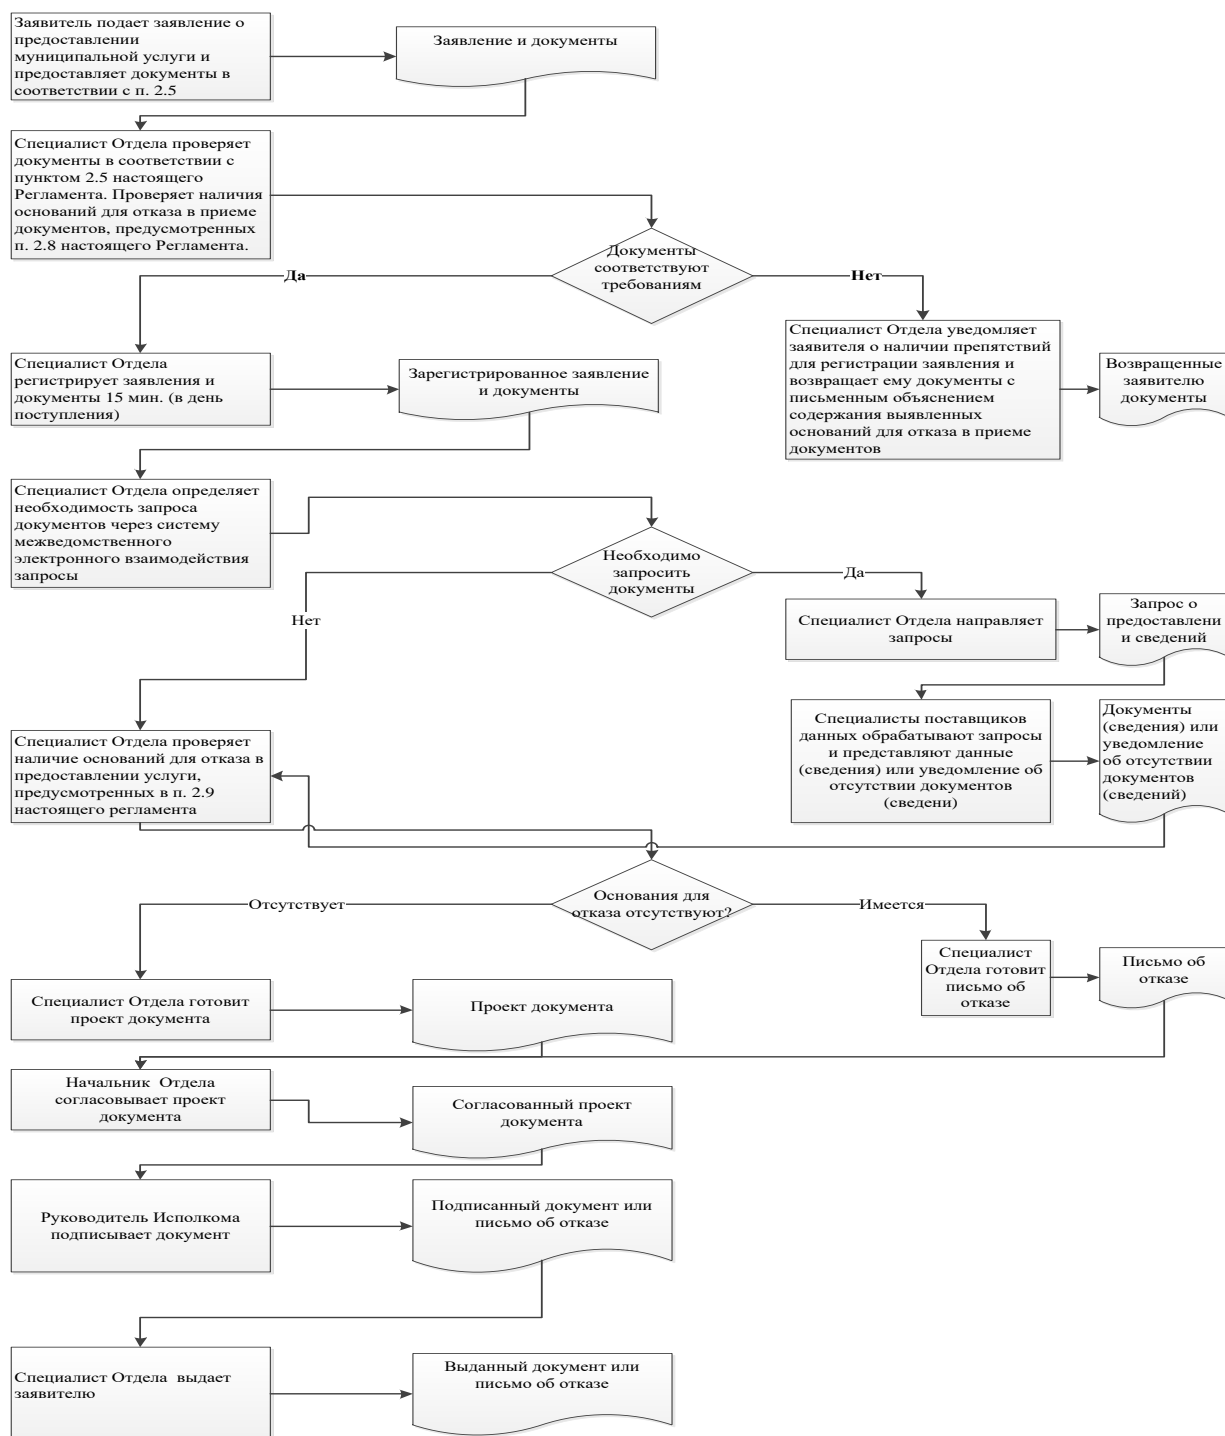 Заявитель подает заявление о
предоставлении
муниципальной услуги и
предоставляет документы в
соответствии с п. 2.5
Заявление и документы
Специалист Отдела проверяет
документы в соответствии с
пунктом 2.5 настоящего
Регламента. Проверяет наличия
оснований для отказа в приеме
документов, предусмотренных
п. 2.8 настоящего Регламента.
Документы
соответствуют
требованиям
Да
Нет
Специалист Отдела
регистрирует заявления и
документы 15 мин. (в день
поступления)
Зарегистрированное заявление
и документы
Специалист Отдела уведомляет
заявителя о наличии препятствий
для регистрации заявления и
возвращает ему документы с
письменным объяснением
содержания выявленных
оснований для отказа в приеме
документов
Возвращенные
заявителю
документы
Специалист Отдела определяет
необходимость запроса
документов через систему
межведомственного
электронного взаимодействия
запросы
Необходимо
запросить
документы
Да
Нет
Специалист Отдела направляет
запросы
Запрос о
предоставлени
и сведений
Специалист Отдела проверяет
наличие оснований для отказа в
предоставлении услуги,
предусмотренных в п. 2.9
настоящего регламента
Специалисты поставщиков
данных обрабатывают запросы
и представляют данные
(сведения) или уведомление об
отсутствии документов
(сведени)
Документы
(сведения) или
уведомление
об отсутствии
документов
(сведений)
Основания для
отказа отсутствуют?
Отсутствует
Имеется
Специалист
Отдела готовит
письмо об
отказе
Письмо об
отказе
Специалист Отдела готовит
проект документа
Проект документа
Начальник  Отдела
согласовывает проект
документа
Согласованный проект
документа
Руководитель Исполкома
подписывает документ
Подписанный документ или
письмо об отказе
Специалист Отдела  выдает
заявителю
Выданный документ или
письмо об отказе